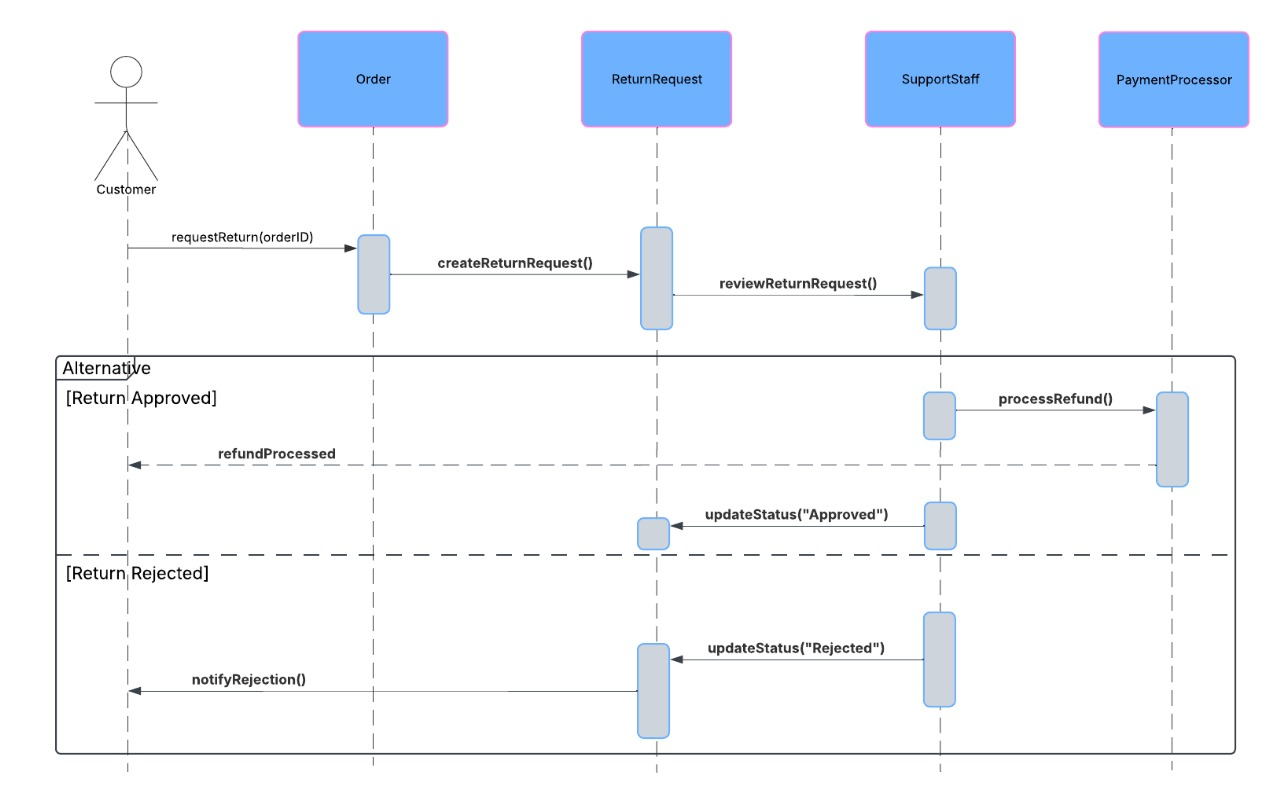 Order
ReturnRequest
SupportStaff
PaymentProcessor
Customer
requestReturn(orderID)
createReturnRequest()
reviewReturnRequest()
Alternative
[Return Approved]
processRefund()
refundProcessed
updateStatus("Approved")
[Return Rejected]
updateStatus("Rejected")
notifyRejection()